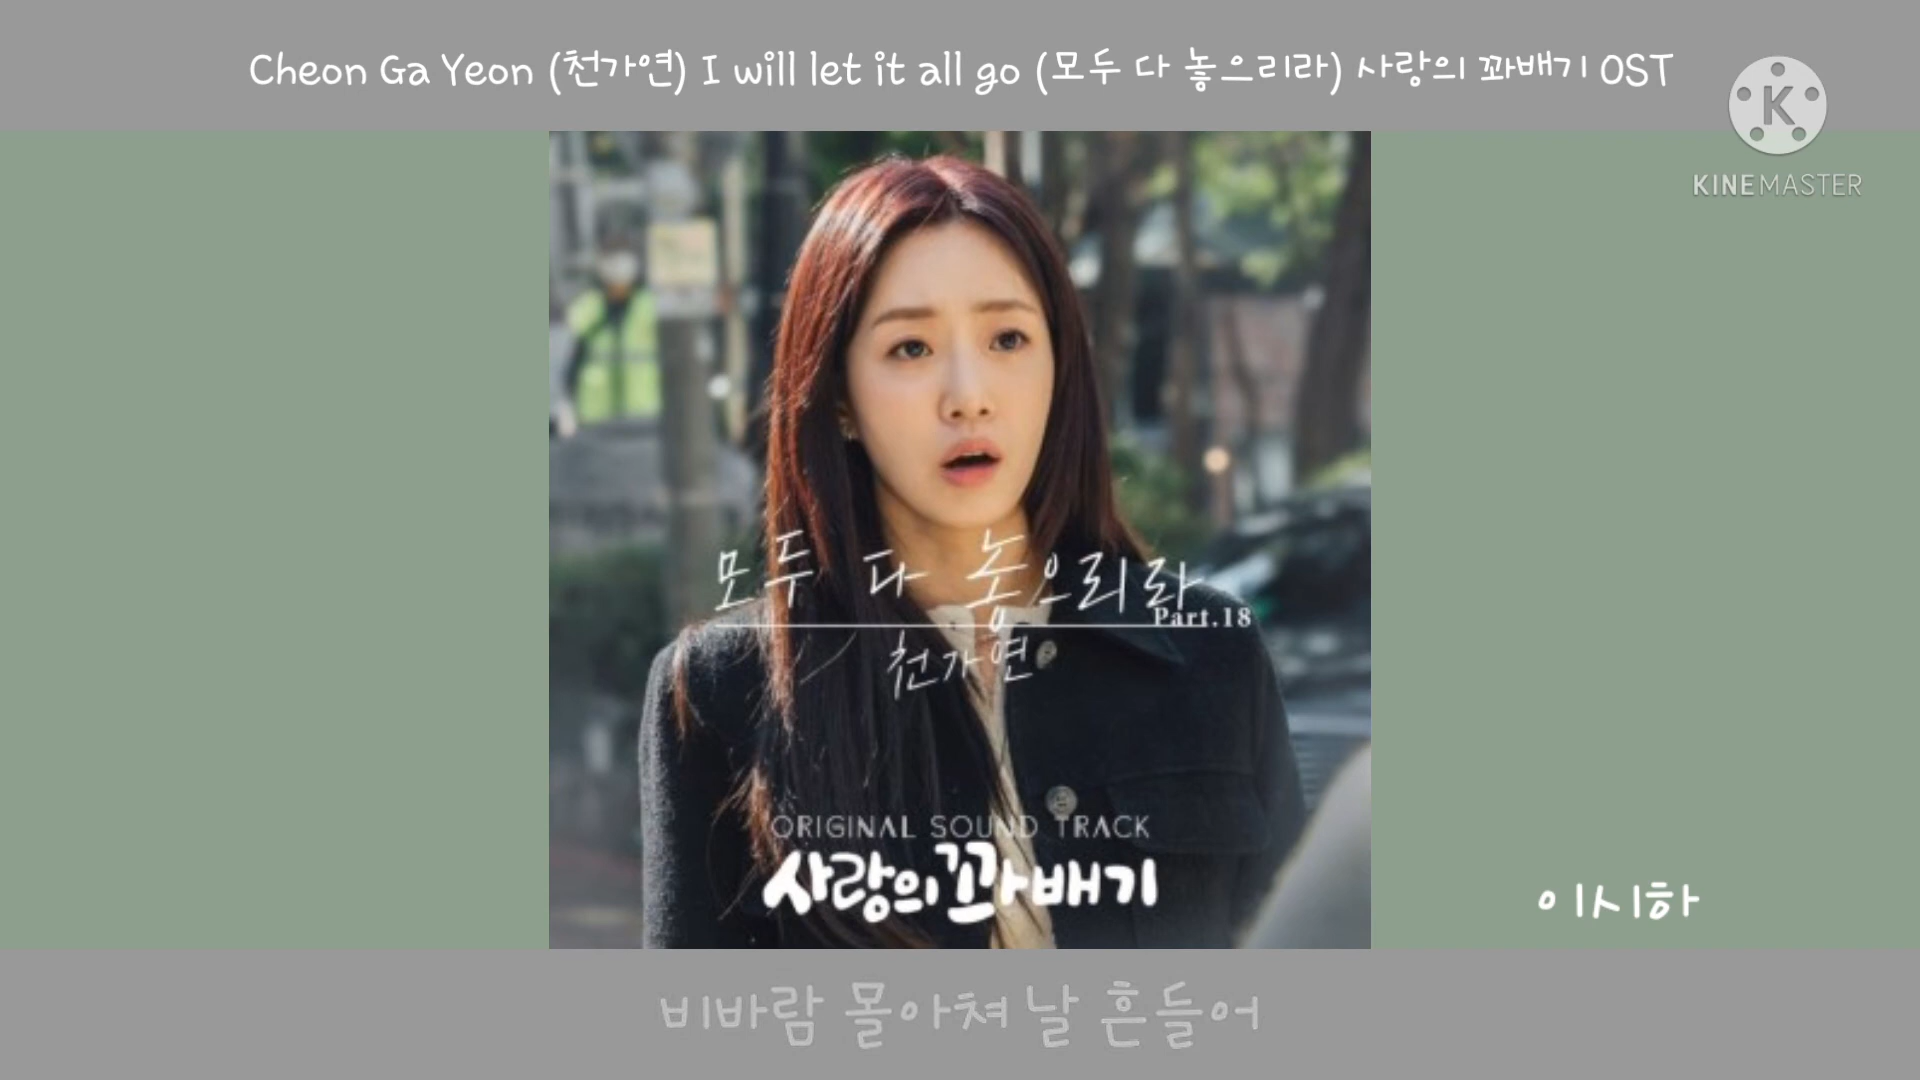 Cheon Ga Yeon (천가연) I will let it all go (모두 다 놓으리라) 사랑의 꽈배기 OST
K
KINEMASTER
모두 다 놓으리라
Part.18
천가연
ORIGINAL SOUND TRACK
사랑의 꽈배기
이시하
비바람 몰아쳐 날 흔들어